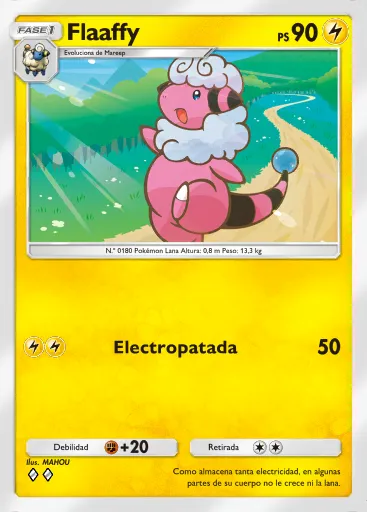 FASE 1 Flaaffy PS 90
Evoluciona de Mareep
N.º 0180 Pokémon Lana Altura: 0,8 m Peso: 13,3 kg
Electropatada 50
Debilidad +20 Retirada
Ilus. MAHOU
Como almacena tanta electricidad, en algunas
partes de su cuerpo no le crece ni la lana.